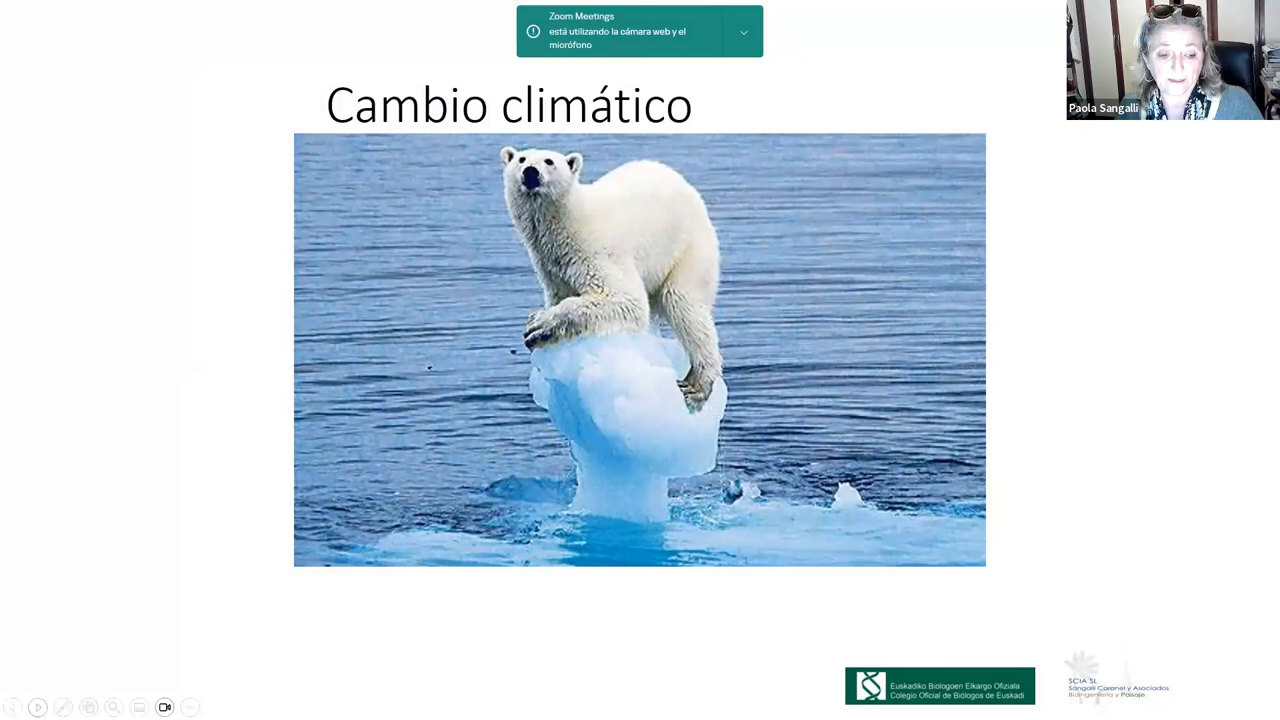 Zoom Meetings
está utilizando la cámara web y el
micrófono
Cambio climático
Paola Sangalli
Euskadiko Biologoen Elkargo Ofiziala
Colegio Oficial de Biólogos de Euskadi
SCIA SL
Sangalli Coronel y Asociados
Bioingeniería y Paisaje